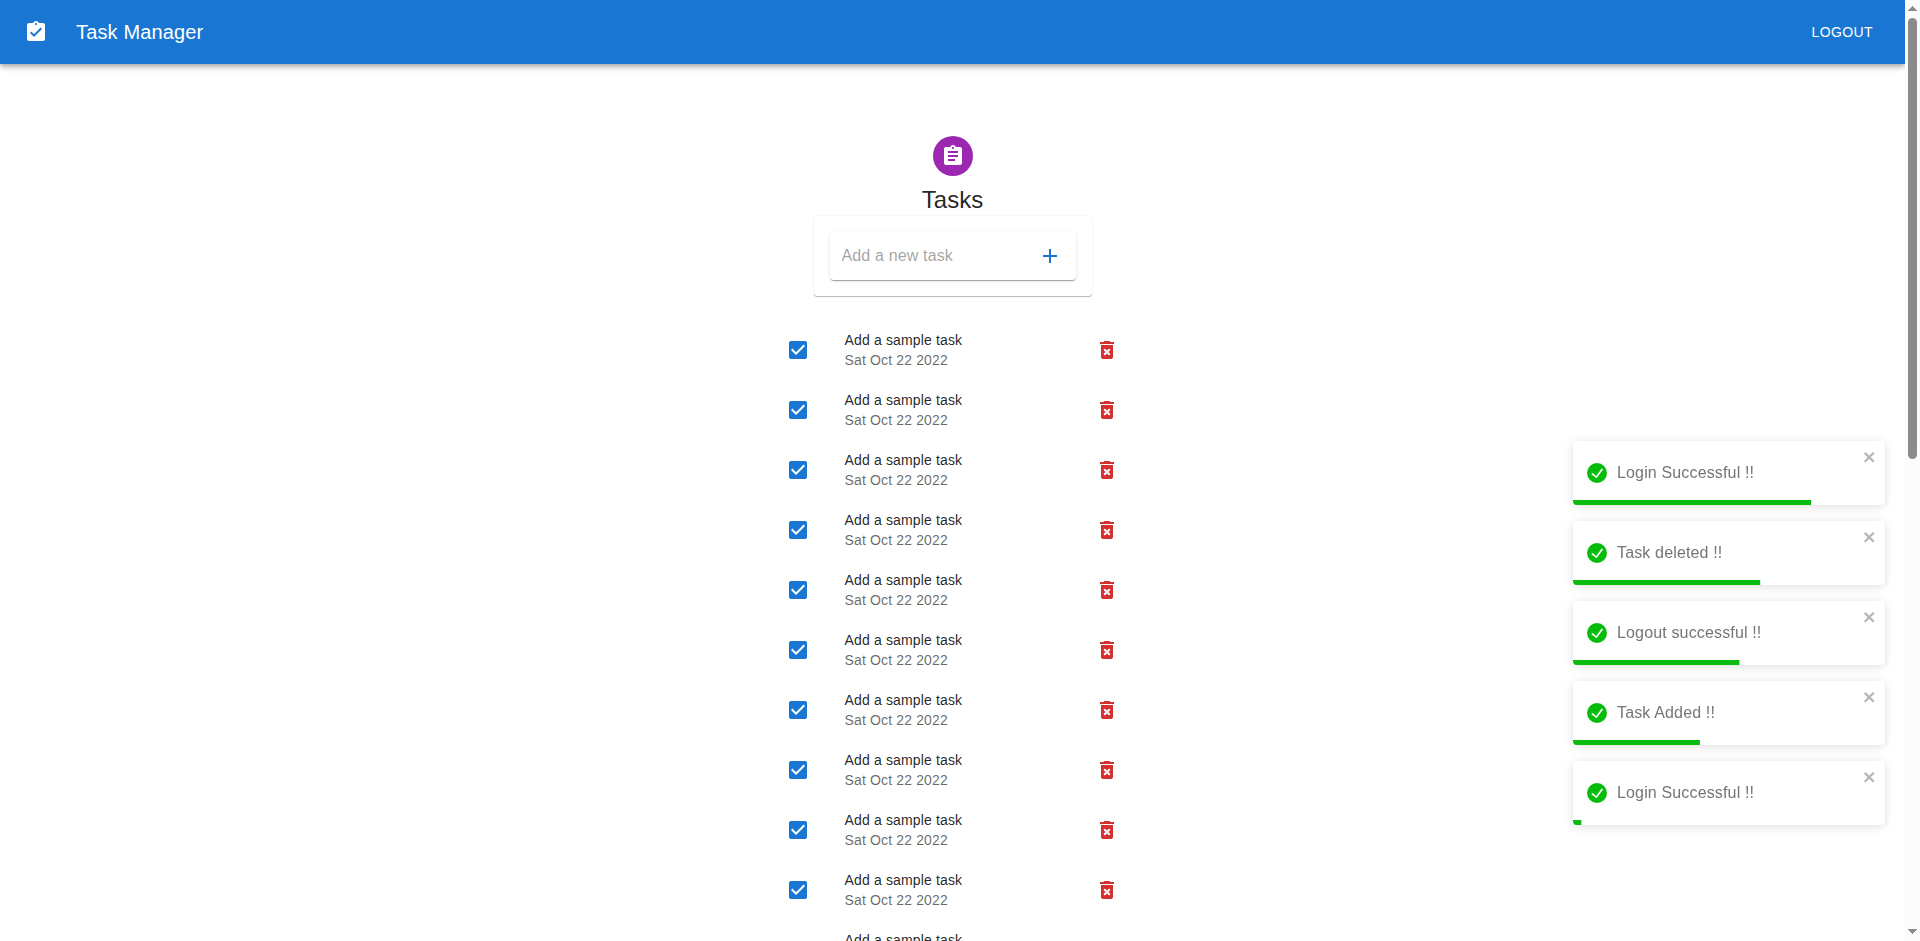 Task Manager
LOGOUT
Tasks
Add a new task
Add a sample task
Sat Oct 22 2022
Add a sample task
Sat Oct 22 2022
Add a sample task
Sat Oct 22 2022
Add a sample task
Sat Oct 22 2022
Add a sample task
Sat Oct 22 2022
Add a sample task
Sat Oct 22 2022
Add a sample task
Sat Oct 22 2022
Add a sample task
Sat Oct 22 2022
Add a sample task
Sat Oct 22 2022
Add a sample task
Sat Oct 22 2022
Add a sample task
Login Successful !!
Task deleted !!
Logout successful !!
Task Added !!
Login Successful !!